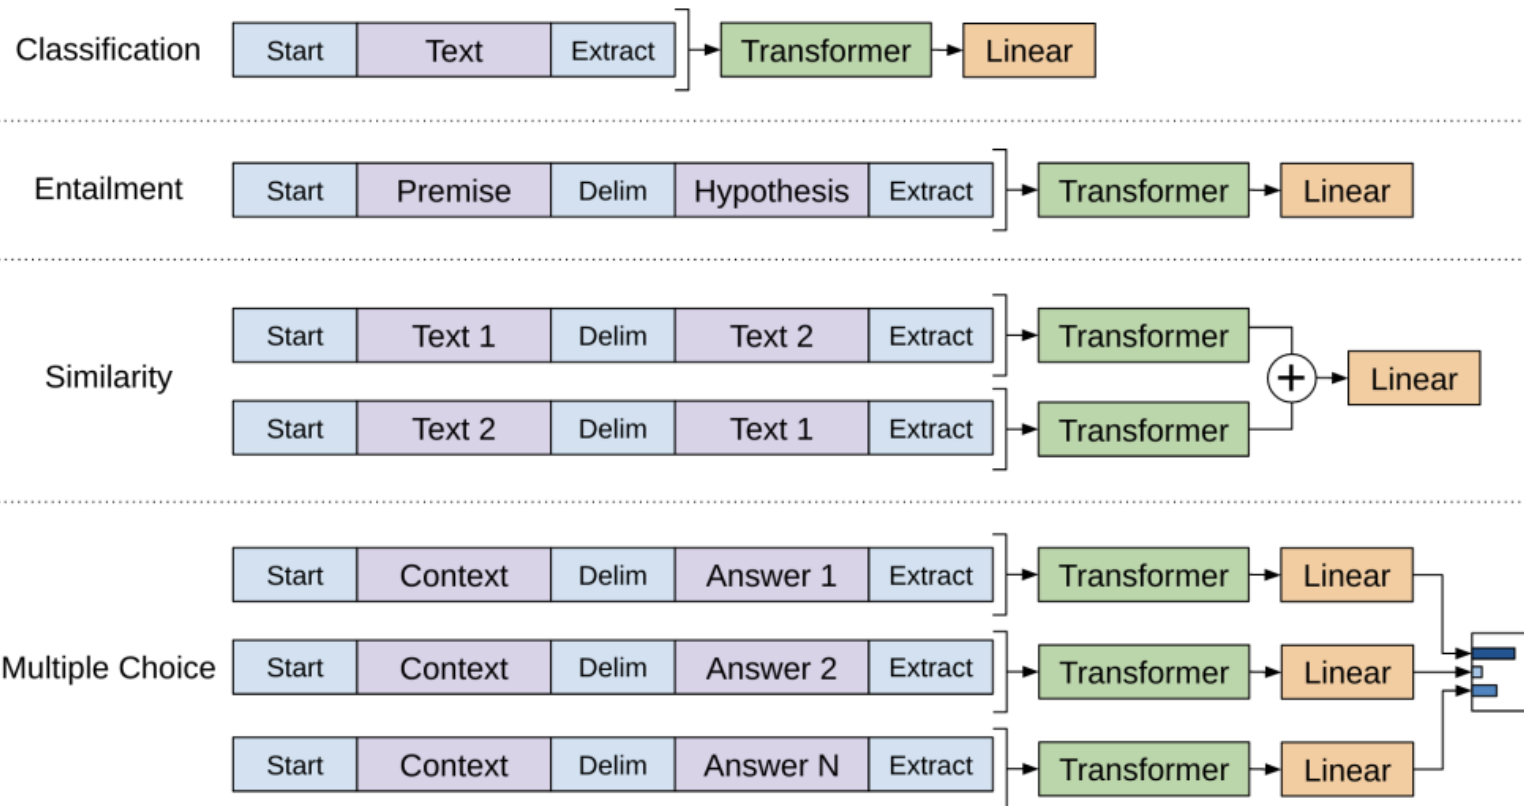 Classification Start Text Extract Transformer Linear
Entailment Start Premise Delim Hypothesis Extract Transformer Linear
Similarity
Start Text 1 Delim Text 2 Extract Transformer
+ Linear
Start Text 2 Delim Text 1 Extract Transformer
Multiple Choice
Start Context Delim Answer 1 Extract Transformer Linear
Start Context Delim Answer 2 Extract Transformer Linear
Start Context Delim Answer N Extract Transformer Linear